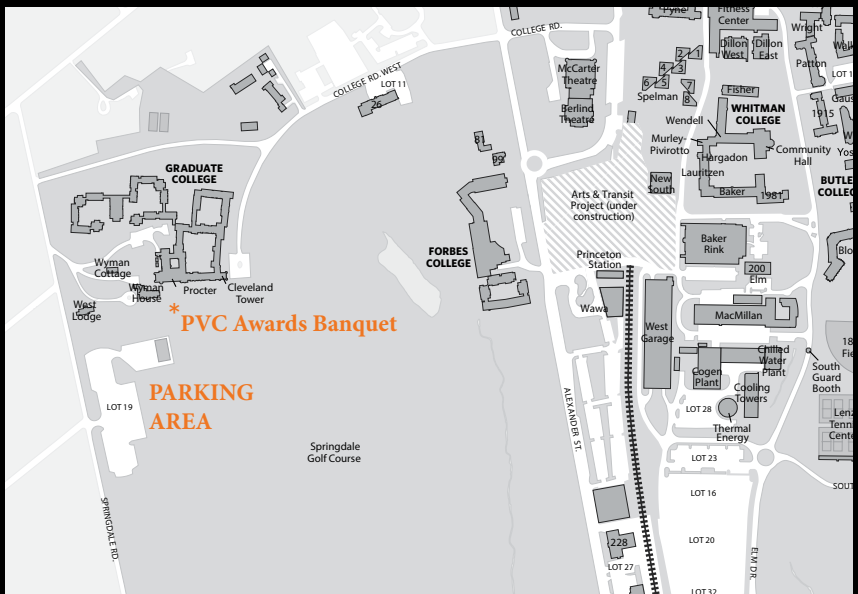 Pyne
Fitness
Center
COLLEGE RD.
Wright
Dillon
West
Dillon
East
2
1
4
3
6
5
7
8
Spelman
Patton
McCarter
Theatre
COLLEGE RD. WEST
LOT 11
26
Fisher
WHITMAN
COLLEGE
1915
Berlind
Theatre
Wendell
Murley-
Pivirotto
Hargadon
Community
Hall
81
99
Lauritzen
GRADUATE
COLLEGE
New
South
Baker
1981
Arts & Transit
Project (under
construction)
Baker
Rink
FORBES
COLLEGE
Princeton
Station
200
Elm
Wyman
Cottage
Wyman
House
Procter
Cleveland
Tower
West
Lodge
Wawa
MacMillan
*PVC Awards Banquet
West
Garage
Chilled
Water
Plant
South
Guard
Booth
Cogen
Plant
Cooling
Towers
PARKING
AREA
LOT 19
LOT 28
Thermal
Energy
ALEXANDER ST.
Springdale
Golf Course
LOT 23
LOT 16
SPRINGDALE RD.
228
LOT 20
LOT 27
ELM DR.
LOT 32